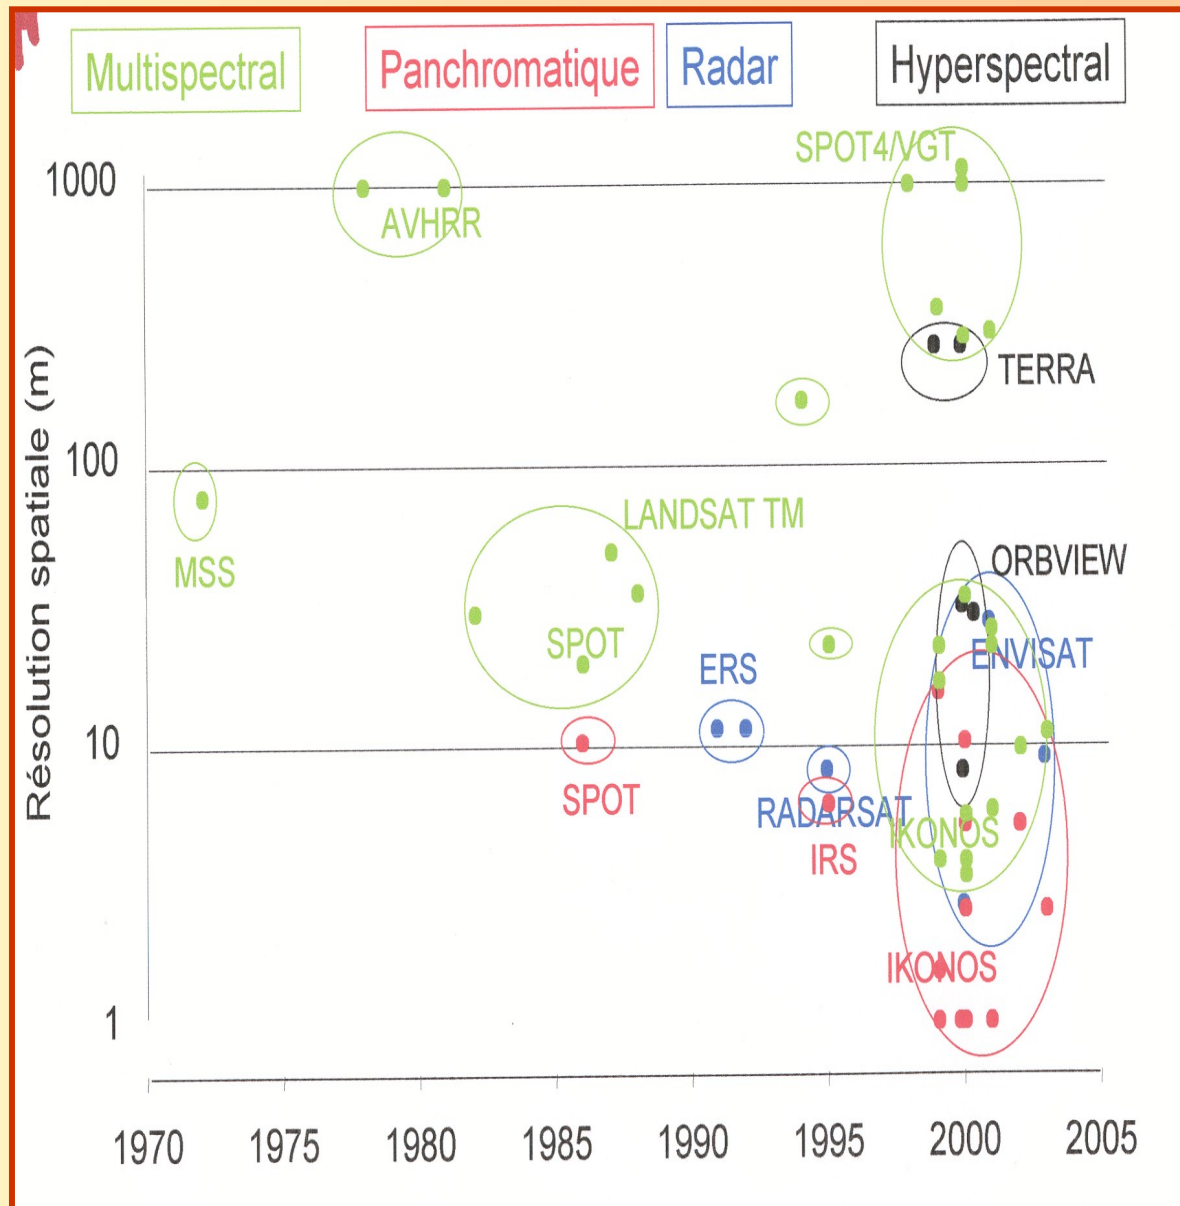 Multispectral
Panchromatique
Radar
Hyperspectral
SPOT4/VGT
1000
AVHRR
TERRA
Résolution spatiale (m)
100
LANDSAT TM
ORBVIEW
MSS
SPOT
ENVISAT
ERS
10
SPOT
RADARSAT
IKONOS
IRS
IKONOS
1
1970 1975 1980 1985 1990 1995 2000 2005